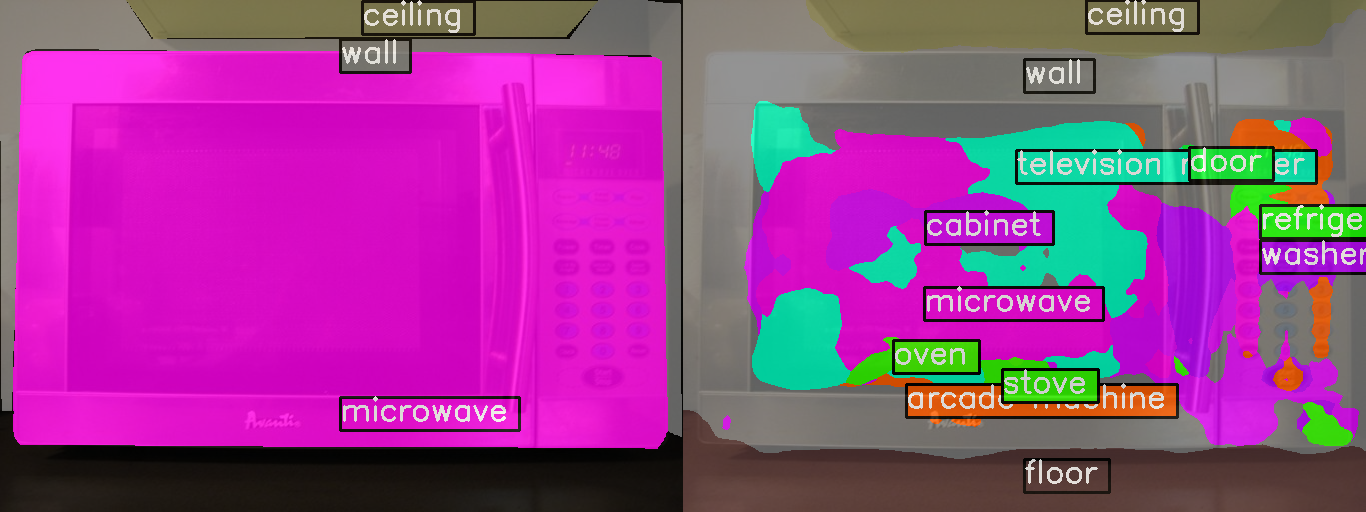 ceiling
wall
11:48
microwave
Avanti
ceiling
wall
television r
door
er
cabinet
refrige
washer
microwave
oven
stove
arcade machine
Avanti
floor